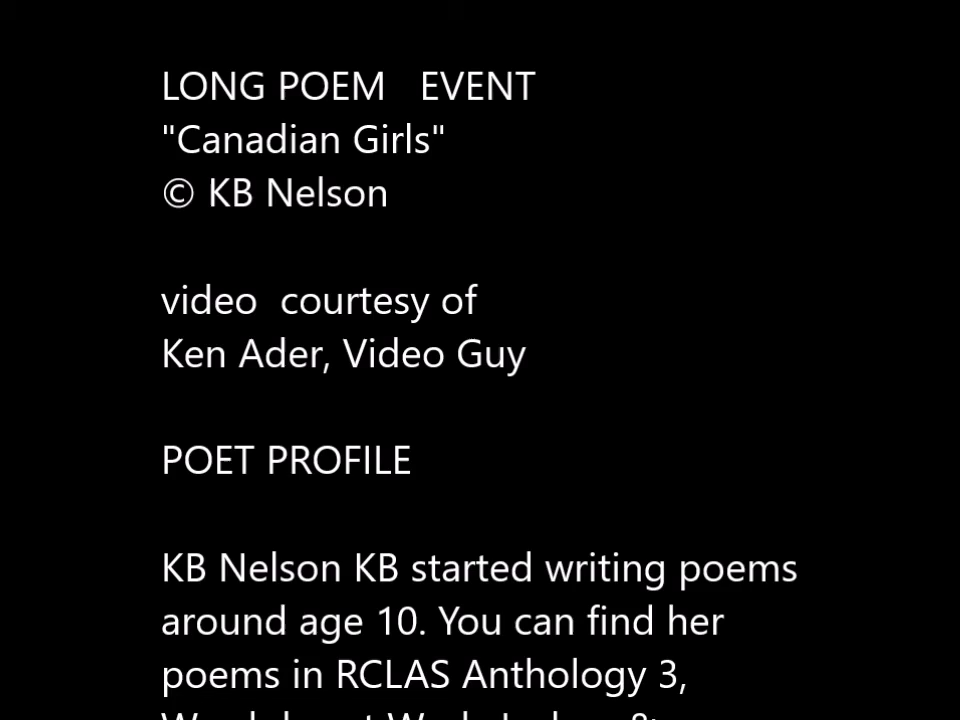 LONG POEM   EVENT
"Canadian Girls"
© KB Nelson
video  courtesy of
Ken Ader, Video Guy
POET PROFILE
KB Nelson KB started writing poems
around age 10. You can find her
poems in RCLAS Anthology 3,